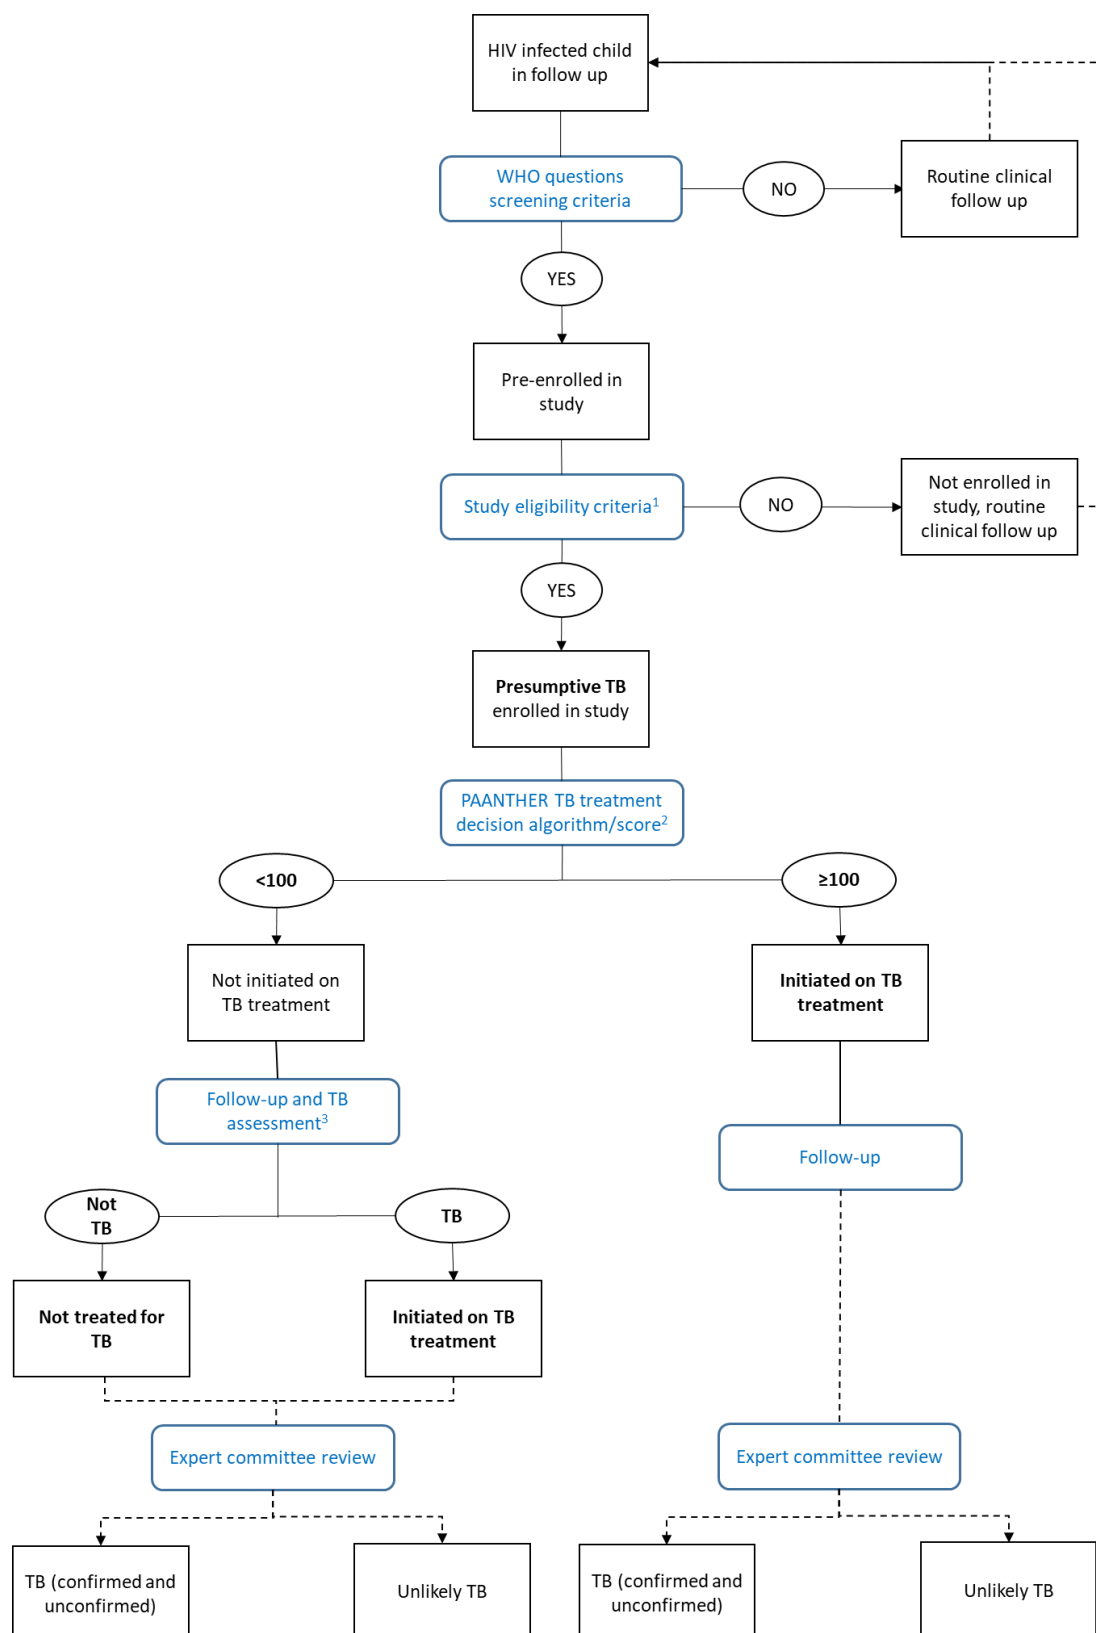 HIV infected child
in follow up
WHO questions
screening criteria
NO
Routine clinical
follow up
YES
Pre-enrolled in
study
Study eligibility criteria¹
NO
Not enrolled in
study, routine
clinical follow up
YES
Presumptive TB
enrolled in study
PAANTHER TB treatment
decision algorithm/score²
<100
≥100
Not initiated on
TB treatment
Initiated on TB
treatment
Follow-up and TB
assessment³
Follow-up
Not
TB
TB
Not treated for
TB
Initiated on TB
treatment
Expert committee review
Expert committee review
TB (confirmed and
unconfirmed)
Unlikely TB
TB (confirmed and
unconfirmed)
Unlikely TB